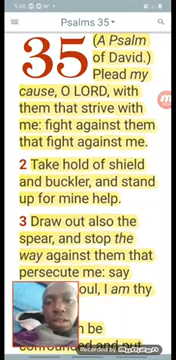 Psalms 35
35
(A Psalm
of David.)
Plead my
cause, O LORD, with
them that strive with
me: fight against them
that fight against me.
2 Take hold of shield
and buckler, and stand
up for mine help.
3 Draw out also the
spear, and stop the
way against them that
persecute me: say
oul, I am thy
be
and put
Recorded by